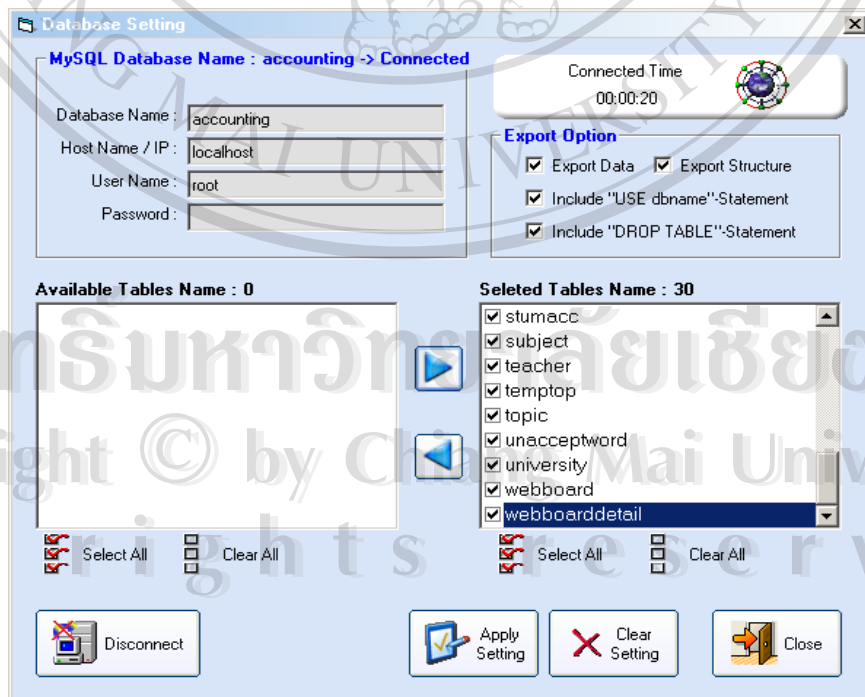 Database Setting
MySQL Database Name : accounting -> Connected
Database Name : accounting
Host Name / IP : localhost
User Name : root
Password :
Connected Time
00:00:20
Export Option
Export Data Export Structure
Include "USE dbname"-Statement
Include "DROP TABLE"-Statement
Available Tables Name : 0
Seleted Tables Name : 30
stumacc
subject
teacher
temptop
topic
unacceptword
university
webboard
webboarddetail
Select All Clear All
Select All Clear All
Disconnect
Apply Setting
Clear Setting
Close
MAI UNIVERSITY
© by Chiang Mai
rights